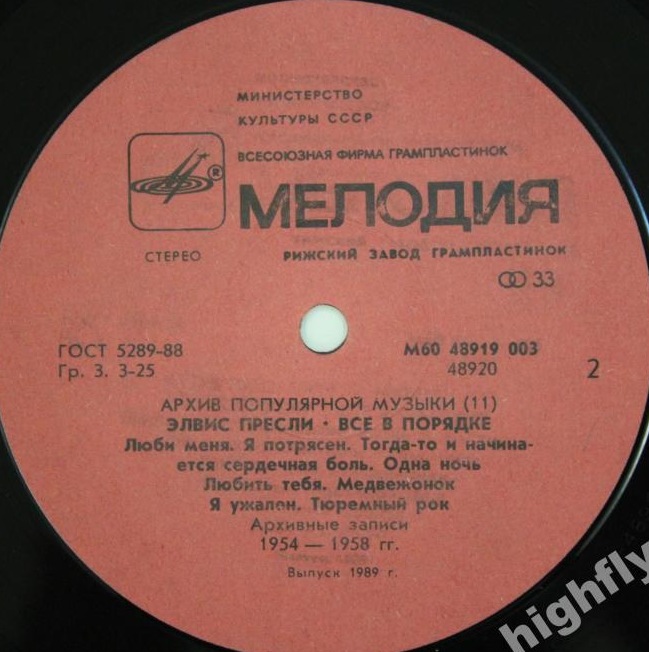 МИНИСТЕРСТВО
КУЛЬТУРЫ СССР
ВСЕСОЮЗНАЯ ФИРМА ГРАМПЛАСТИНОК
®
МЕЛОДИЯ
СТЕРЕО
РИЖСКИЙ ЗАВОД ГРАМПЛАСТИНОК
33
ГОСТ 5289-88
М60 48919 003
Гр. 3. 3-25
48920
2
АРХИВ ПОПУЛЯРНОЙ МУЗЫКИ (11)
ЭЛВИС ПРЕСЛИ · ВСЕ В ПОРЯДКЕ
Люби меня. Я потрясен. Тогда-то и начина-
ется сердечная боль. Одна ночь
Любить тебя. Медвежонок
Я ужален. Тюремный рок
Архивные записи
1954 — 1958 гг.
Выпуск 1989 г.
highfly